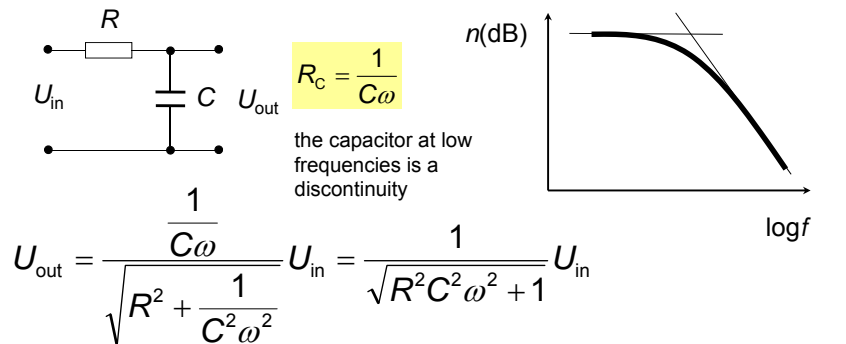 R
U_in
C
U_out
R_C = 1/(Cω)
the capacitor at low
frequencies is a
discontinuity
n(dB)
logf
U_out = (1/(Cω))/√(R² + 1/(C²ω²)) U_in = 1/√(R²C²ω² + 1) U_in